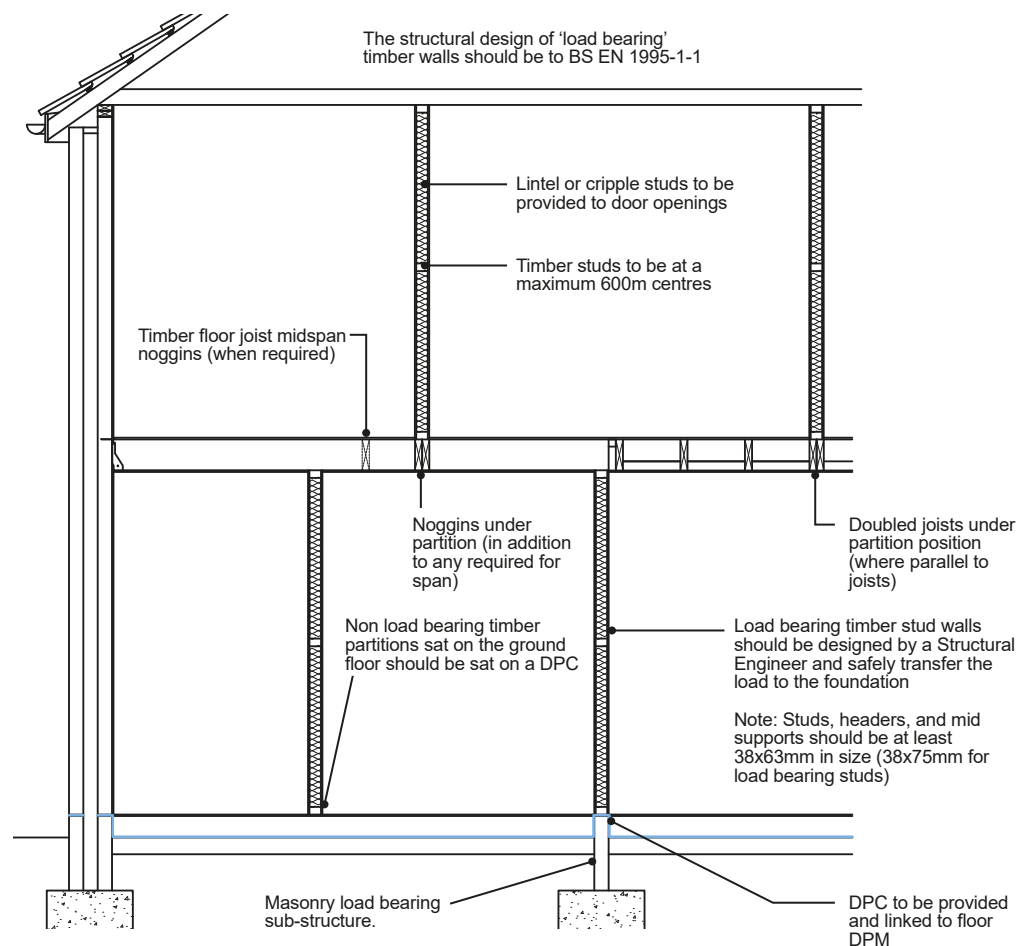 The structural design of ‘load bearing’
timber walls should be to BS EN 1995-1-1
Lintel or cripple studs to be
provided to door openings
Timber studs to be at a
maximum 600m centres
Timber floor joist midspan
noggins (when required)
Noggins under
partition (in addition
to any required for
span)
Doubled joists under
partition position
(where parallel to
joists)
Non load bearing timber
partitions sat on the ground
floor should be sat on a DPC
Load bearing timber stud walls
should be designed by a Structural
Engineer and safely transfer the
load to the foundation
Note: Studs, headers, and mid
supports should be at least
38x63mm in size (38x75mm for
load bearing studs)
Masonry load bearing
sub-structure.
DPC to be provided
and linked to floor
DPM